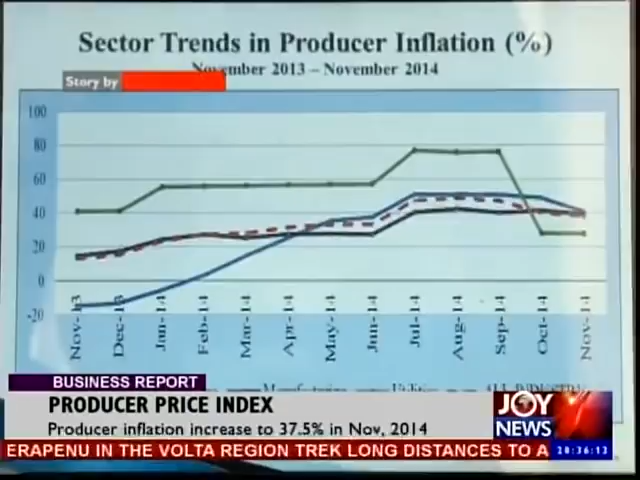 Sector Trends in Producer Inflation (%)
November 2013 – November 2014
Story by
100
80
60
40
20
0
-20
Nov-13
Dec-13
Jan-14
Feb-14
Mar-14
Apr-14
May-14
Jun-14
Jul-14
Aug-14
Sep-14
Oct-14
Nov-14
BUSINESS REPORT
PRODUCER PRICE INDEX
Producer inflation increase to 37.5% in Nov, 2014
JOY
NEWS
18:36:13
ERAPENU IN THE VOLTA REGION TREK LONG DISTANCES TO A